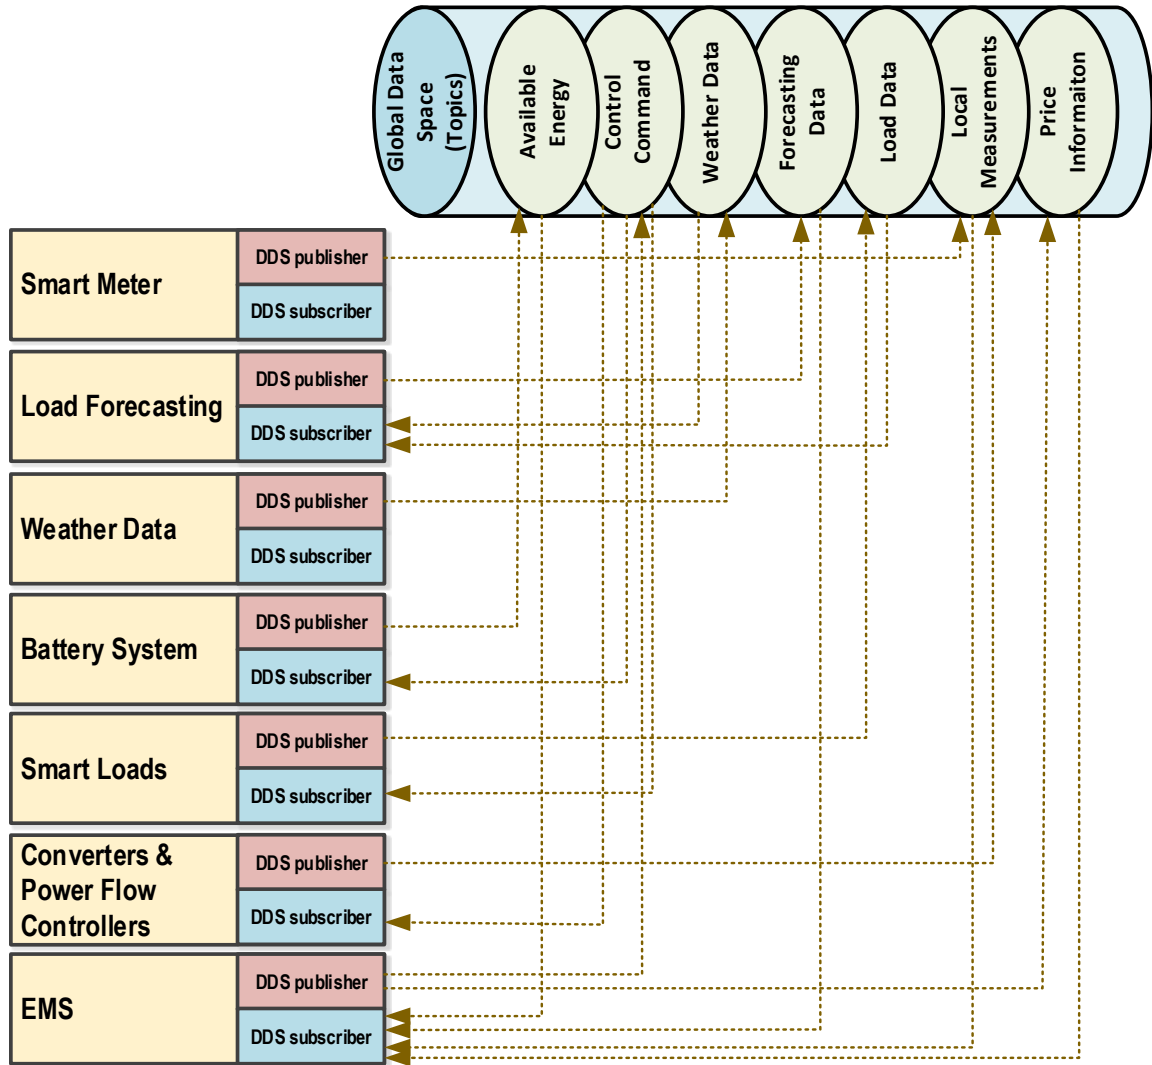 Global Data
Space
(Topics)
Available
Energy
Control
Command
Weather Data
Forecasting
Data
Load Data
Local
Measurements
Price
Informaiton
Smart Meter
DDS publisher
DDS subscriber
Load Forecasting
DDS publisher
DDS subscriber
Weather Data
DDS publisher
DDS subscriber
Battery System
DDS publisher
DDS subscriber
Smart Loads
DDS publisher
DDS subscriber
Converters &
Power Flow
Controllers
DDS publisher
DDS subscriber
EMS
DDS publisher
DDS subscriber